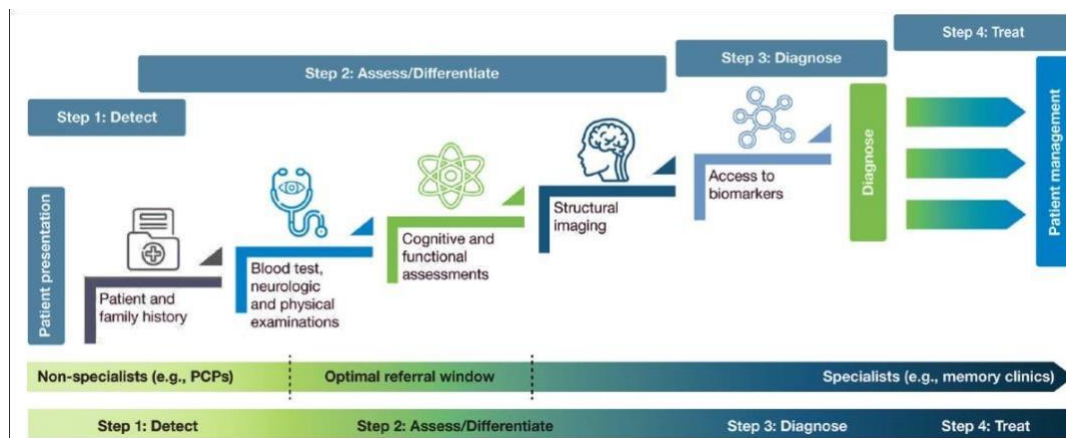 Step 4: Treat
Step 3: Diagnose
Step 2: Assess/Differentiate
Step 1: Detect
Patient presentation
Patient and
family history
Blood test,
neurologic
and physical
examinations
Cognitive and
functional
assessments
Structural
imaging
Access to
biomarkers
Diagnose
Patient management
Non-specialists (e.g., PCPs)
Optimal referral window
Specialists (e.g., memory clinics)
Step 1: Detect
Step 2: Assess/Differentiate
Step 3: Diagnose
Step 4: Treat